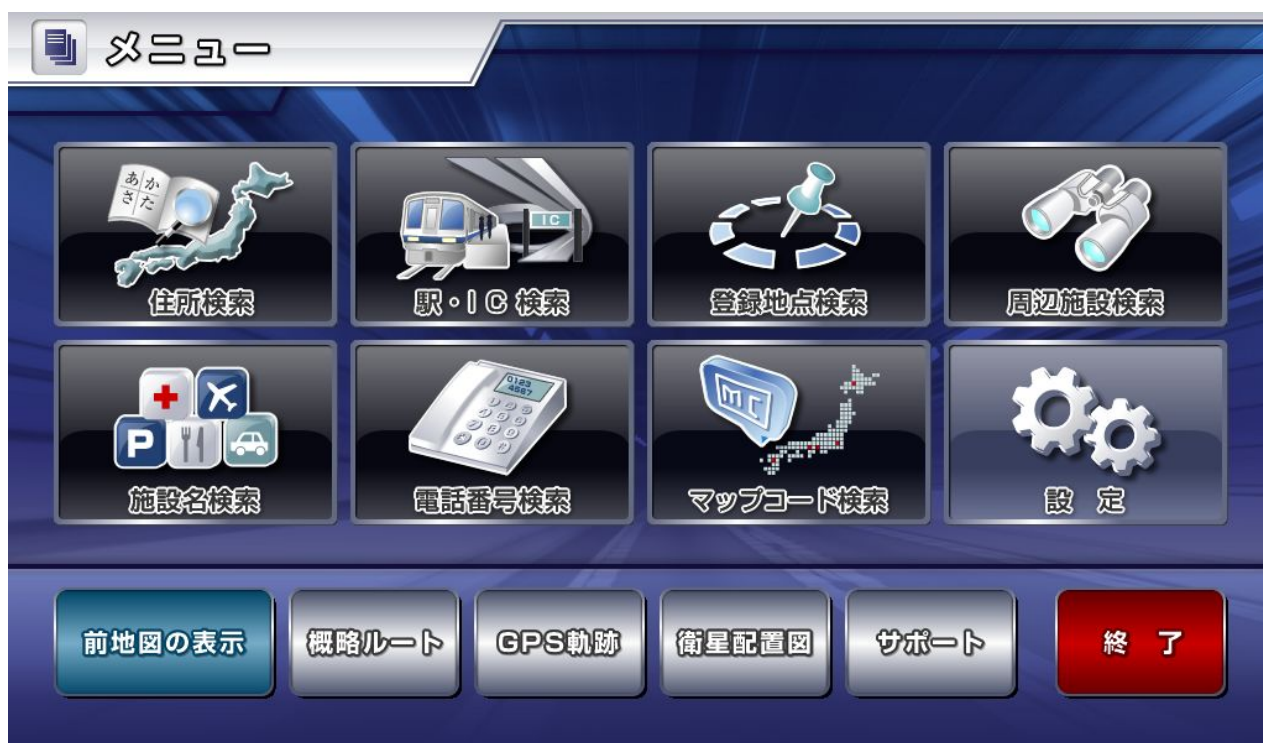 メニュー
あか
さた
IC
住所検索
駅・IC検索
登録地点検索
周辺施設検索
P
0123
4567
MC
施設名検索
電話番号検索
マップコード検索
設 定
前地図の表示
概略ルート
GPS軌跡
衛星配置図
サポート
終 了